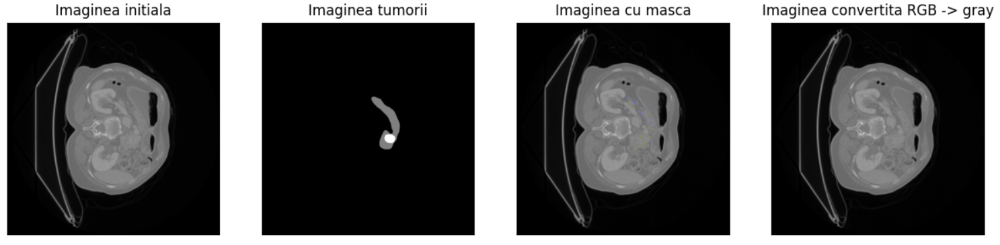 Imaginea initiala
Imaginea tumorii
Imaginea cu masca
Imaginea convertita RGB -> gray